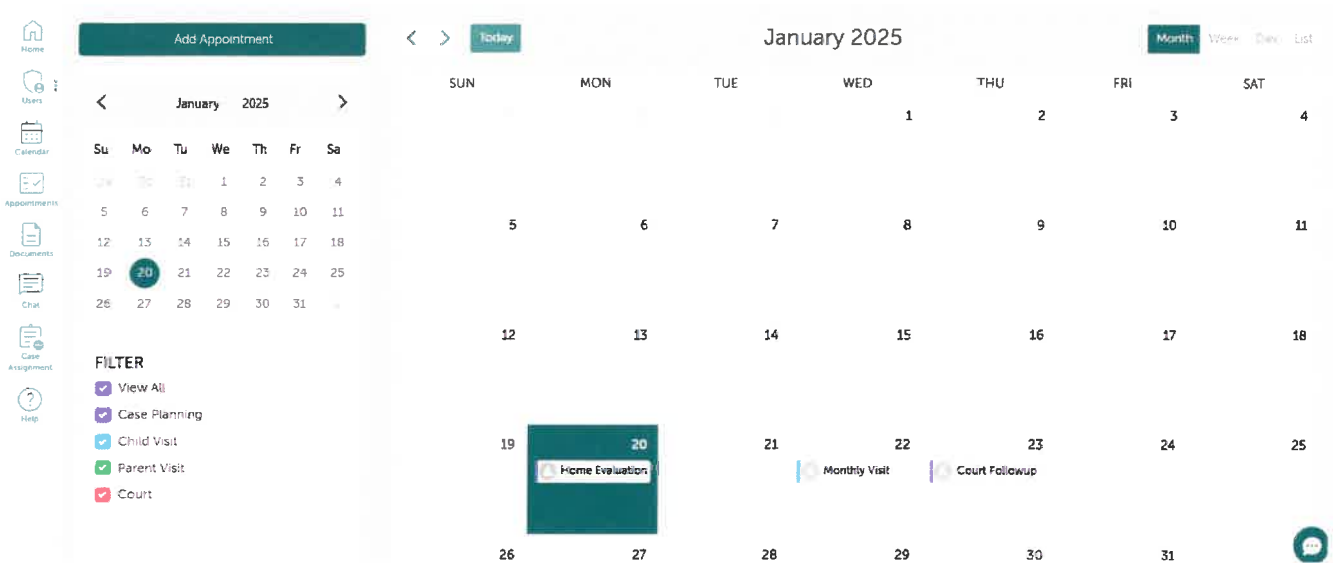 Home
Users
Calendar
Appointments
Documents
Chat
Case
Assignment
Help
Add Appointment
January 2025
Su Mo Tu We Th Fr Sa
1 2 3 4
5 6 7 8 9 10 11
12 13 14 15 16 17 18
19 20 21 22 23 24 25
26 27 28 29 30 31
FILTER
View All
Case Planning
Child Visit
Parent Visit
Court
Today
January 2025
Month Week Day List
SUN MON TUE WED THU FRI SAT
1 2 3 4
5 6 7 8 9 10 11
12 13 14 15 16 17 18
19 20 21 22 23 24 25
Home Evaluation Monthly Visit Court Followup
26 27 28 29 30 31